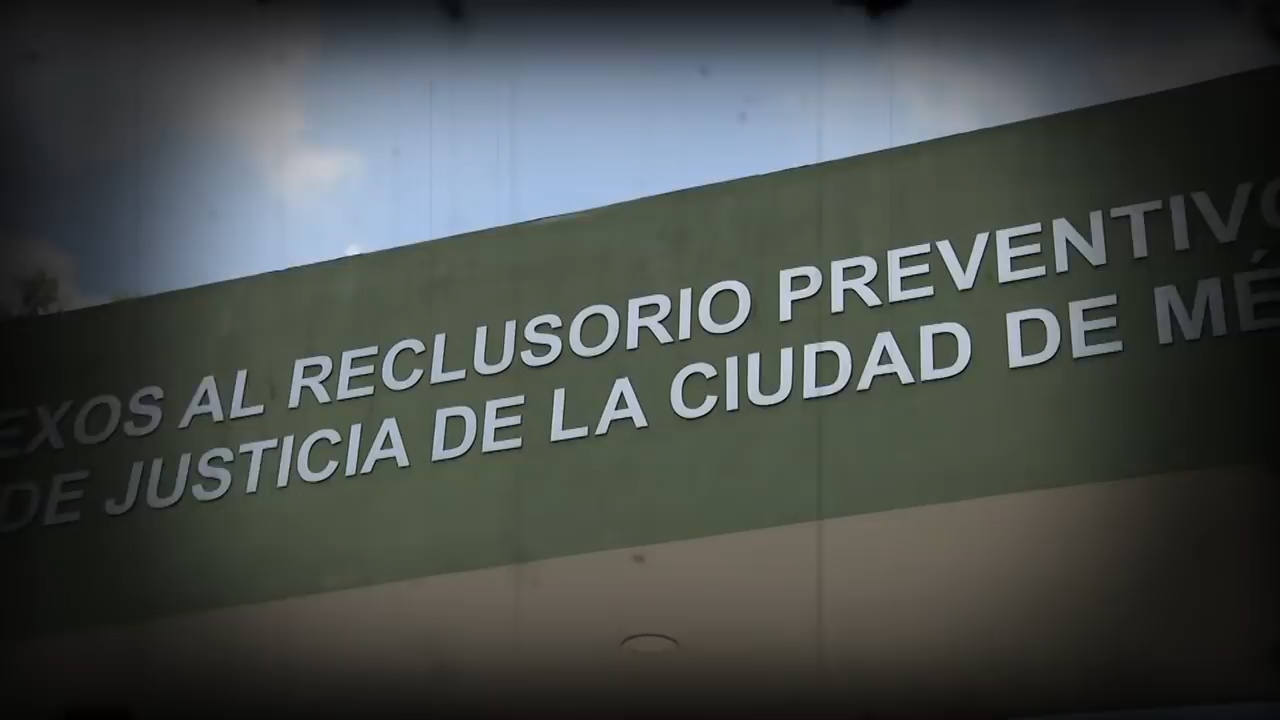 EXOS AL RECLUSORIO PREVENTIVO
DE JUSTICIA DE LA CIUDAD DE MÉ